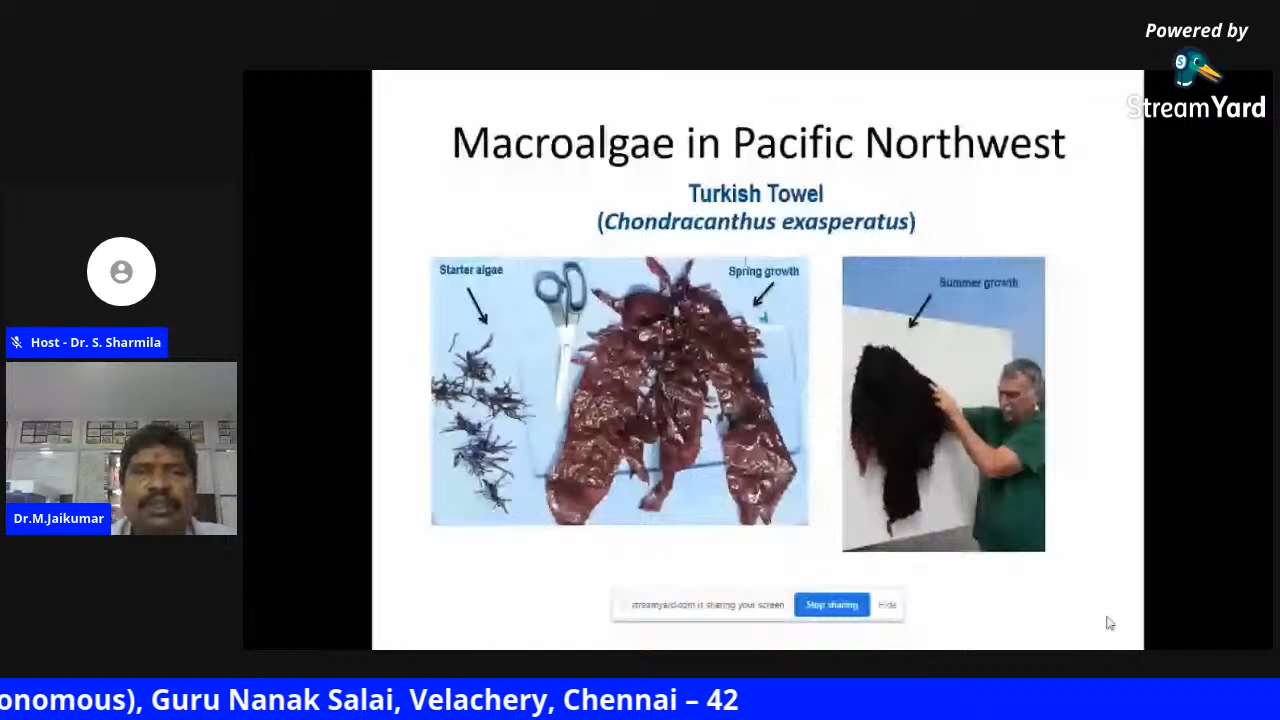 Powered by
StreamYard
Macroalgae in Pacific Northwest
Turkish Towel
(Chondracanthus exasperatus)
Starter algae
Spring growth
Summer growth
Host - Dr. S. Sharmila
Dr.M.Jaikumar
streamyard.com is sharing your screen
Stop sharing
Hide
onomous), Guru Nanak Salai, Velachery, Chennai – 42